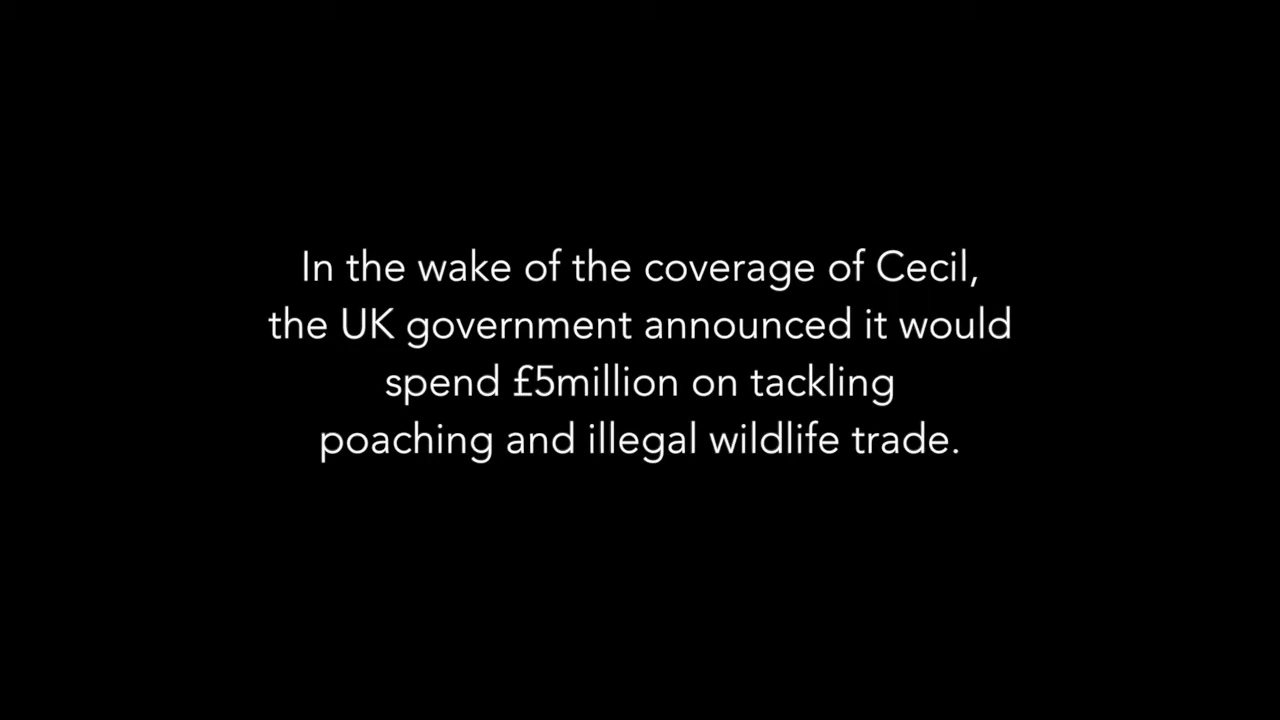 In the wake of the coverage of Cecil,
the UK government announced it would
spend £5million on tackling
poaching and illegal wildlife trade.